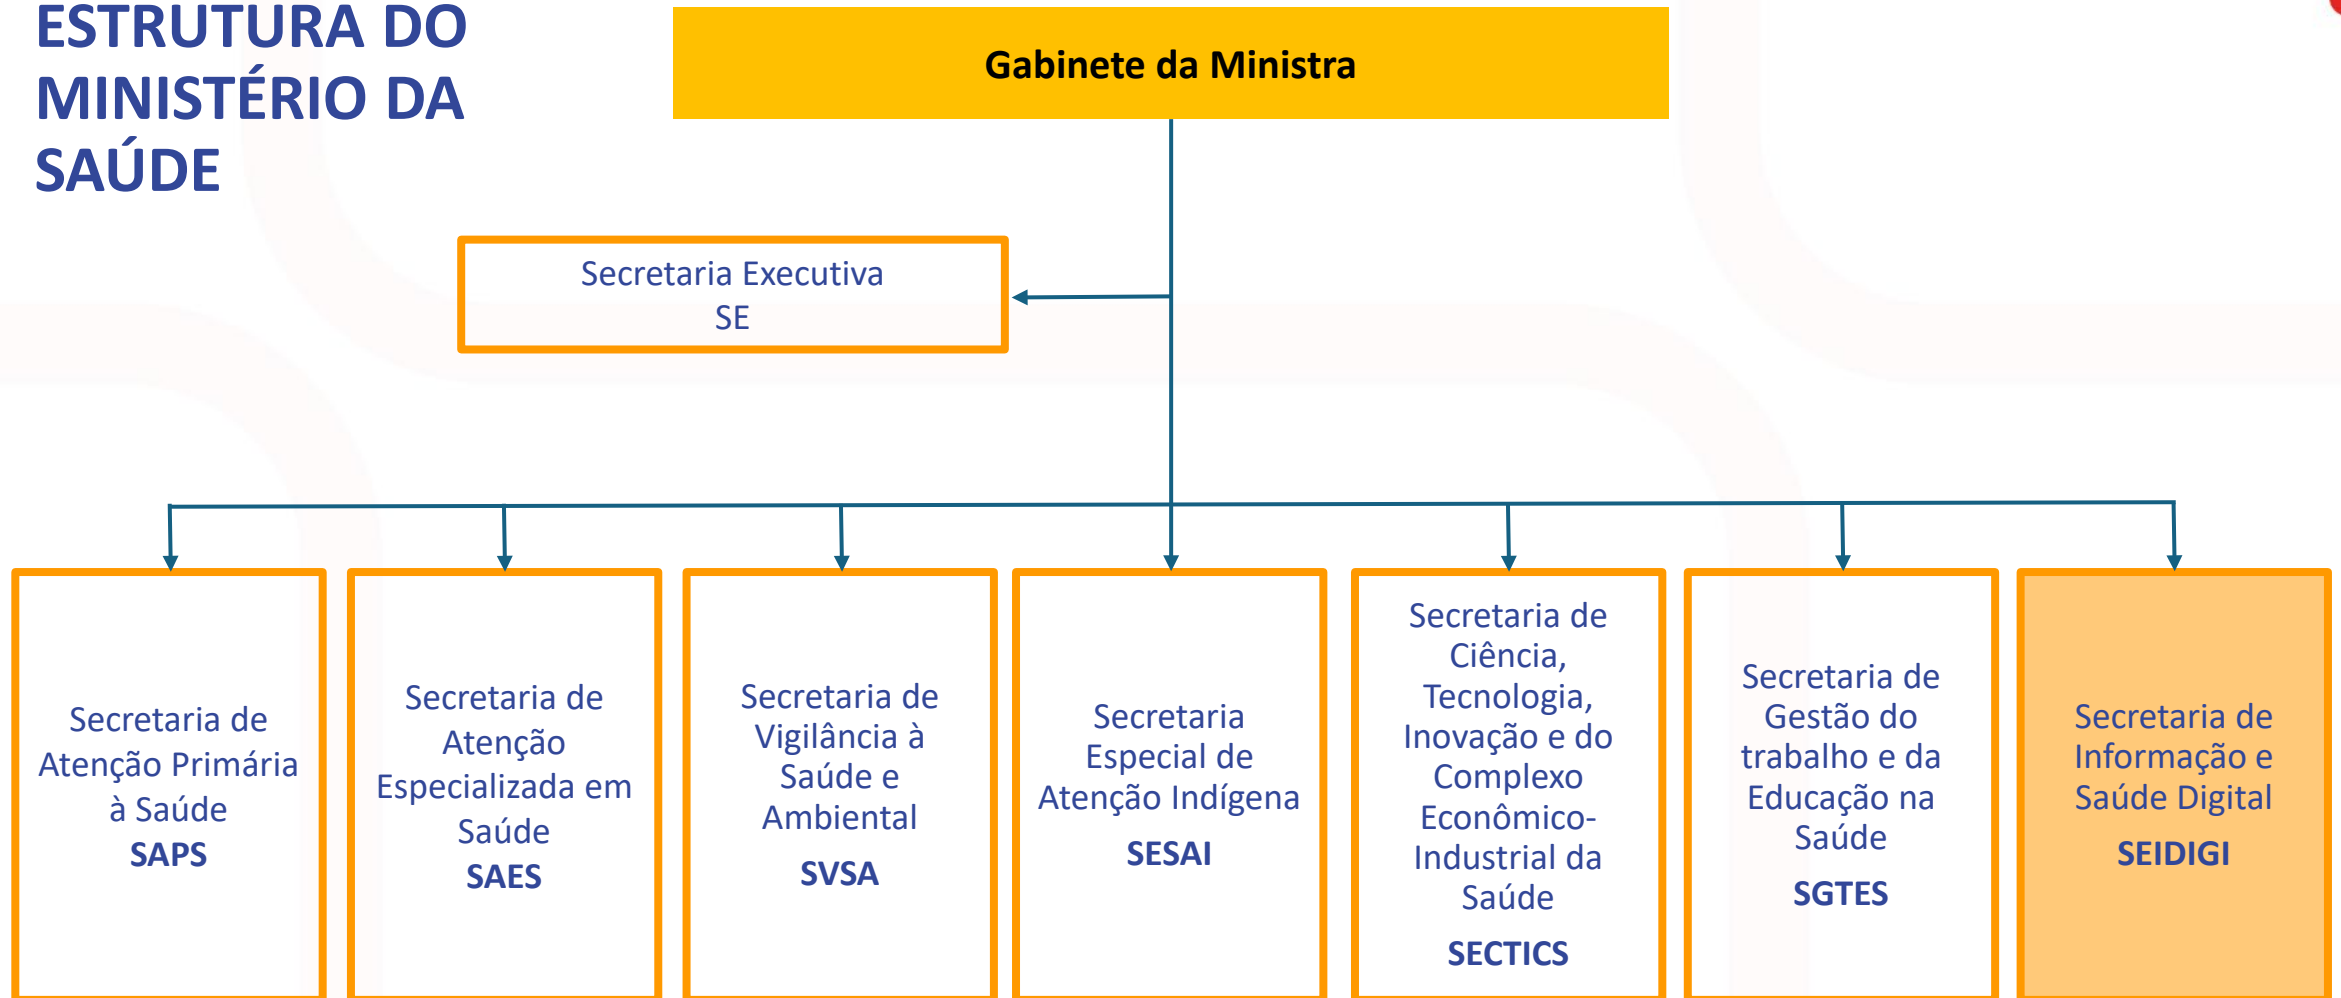 ESTRUTURA DO
MINISTÉRIO DA
SAÚDE
Gabinete da Ministra
Secretaria Executiva
SE
Secretaria de
Atenção Primária
à Saúde
SAPS
Secretaria de
Atenção
Especializada em
Saúde
SAES
Secretaria de
Vigilância à
Saúde e
Ambiental
SVSA
Secretaria
Especial de
Atenção Indígena
SESAI
Secretaria de
Ciência,
Tecnologia,
Inovação e do
Complexo
Econômico-
Industrial da
Saúde
SECTICS
Secretaria de
Gestão do
trabalho e da
Educação na
Saúde
SGTES
Secretaria de
Informação e
Saúde Digital
SEIDIGI